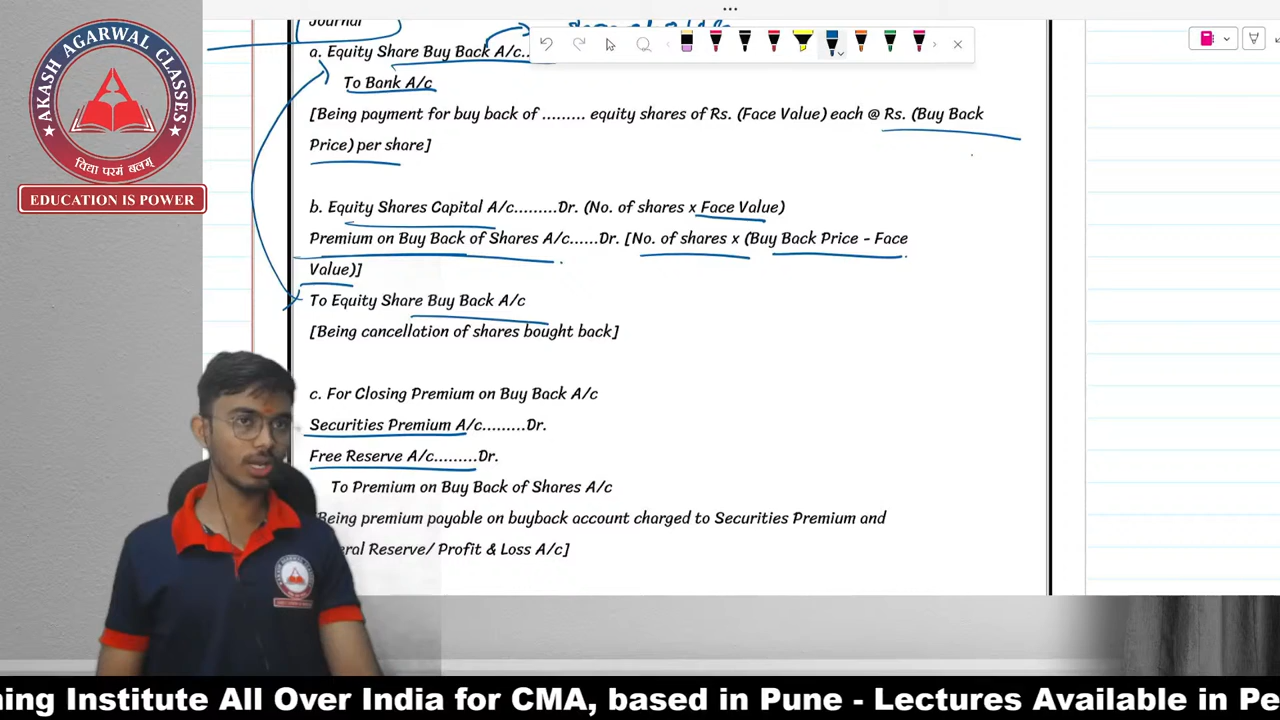 Journal
a. Equity Share Buy Back A/c..
To Bank A/c
[Being payment for buy back of ......... equity shares of Rs. (Face Value) each @ Rs. (Buy Back
Price) per share]
b. Equity Shares Capital A/c.........Dr. (No. of shares x Face Value)
Premium on Buy Back of Shares A/c......Dr. [No. of shares x (Buy Back Price - Face
Value)]
To Equity Share Buy Back A/c
[Being cancellation of shares bought back]
c. For Closing Premium on Buy Back A/c
Securities Premium A/c.........Dr.
Free Reserve A/c.........Dr.
To Premium on Buy Back of Shares A/c
Being premium payable on buyback account charged to Securities Premium and
eral Reserve/ Profit & Loss A/c]
AKASH AGARWAL CLASSES
विद्या परमं बलम्
EDUCATION IS POWER
ning Institute All Over India for CMA, based in Pune - Lectures Available in Pe